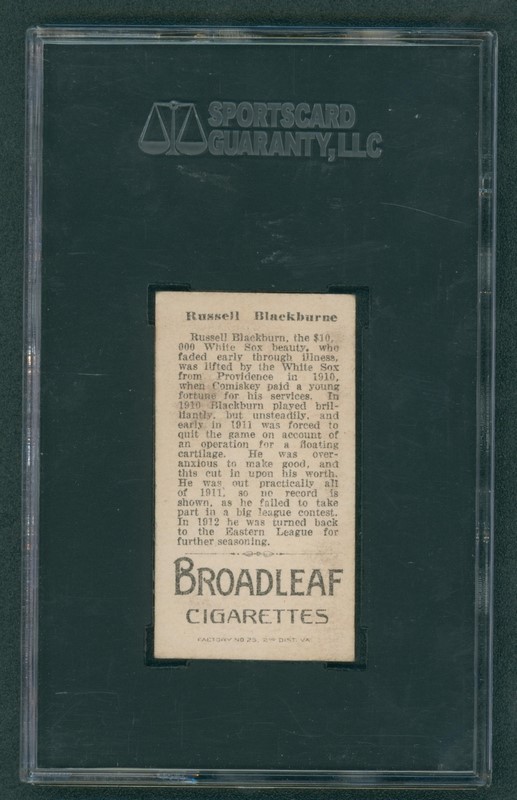 SPORTSCARD
GUARANTY, LLC
Russell Blackburne
Russell Blackburn, the $10,
000 White Sox beauty, who
faded early through illness,
was lifted by the White Sox
from Providence in 1910,
when Comiskey paid a young
fortune for his services. In
1910 Blackburn played bril-
liantly, but unsteadily, and
early in 1911 was forced to
quit the game on account of
an operation for a floating
cartilage. He was over-
anxious to make good, and
this cut in upon his worth.
He was out practically all
of 1911, so no record is
shown, as he failed to take
part in a big league contest.
In 1912 he was turned back
to the Eastern League for
further seasoning.
BROADLEAF
CIGARETTES
FACTORY NO 25, 2ND DIST. VA.